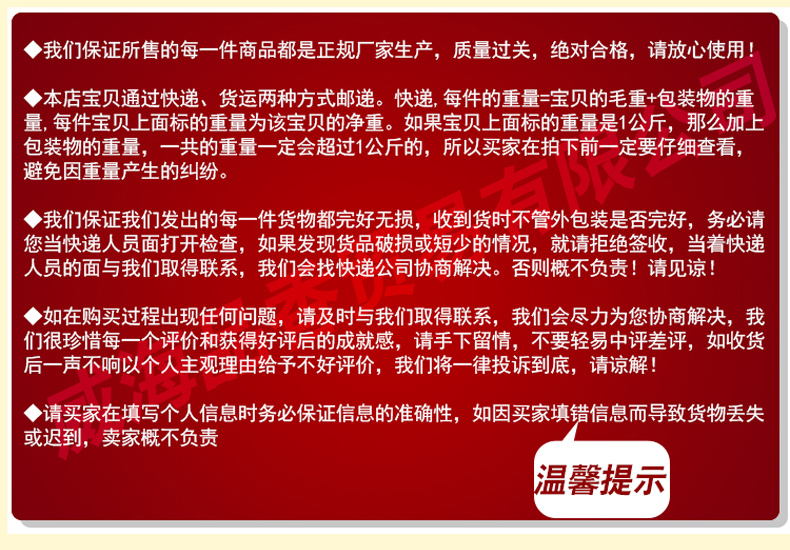 ◆我们保证所售的每一件商品都是正规厂家生产，质量过关，绝对合格，请放心使用！
◆本店宝贝通过快递、货运两种方式邮递。快递,每件的重量=宝贝的毛重+包装物的重
量,每件宝贝上面标的重量为该宝贝的净重。如果宝贝上面标的重量是1公斤，那么加上
包装物的重量，一共的重量一定会超过1公斤的，所以买家在拍下前一定要仔细查看，
避免因重量产生的纠纷。
◆我们保证我们发出的每一件货物都完好无损，收到货时不管外包装是否完好，务必请
您当快递人员面打开检查，如果发现货品破损或短少的情况，就请拒绝签收，当着快递
人员的面与我们取得联系，我们会找快递公司协商解决。否则概不负责！请见谅！
◆如在购买过程出现任何问题，请及时与我们取得联系，我们会尽力为您协商解决，我
们很珍惜每一个评价和获得好评后的成就感，请手下留情，不要轻易中评差评，如收货
后一声不响以个人主观理由给予不好评价，我们将一律投诉到底，请谅解！
◆请买家在填写个人信息时务必保证信息的准确性，如因买家填错信息而导致货物丢失
或迟到，卖家概不负责
温馨提示